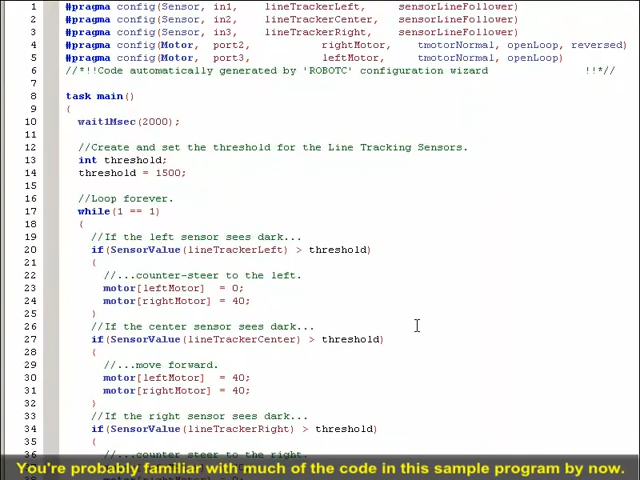 1 #pragma config(Sensor, in1, lineTrackerLeft, sensorLineFollower)
2 #pragma config(Sensor, in2, lineTrackerCenter, sensorLineFollower)
3 #pragma config(Sensor, in3, lineTrackerRight, sensorLineFollower)
4 #pragma config(Motor, port2, rightMotor, tmotorNormal, openLoop, reversed)
5 #pragma config(Motor, port3, leftMotor, tmotorNormal, openLoop)
6 //*!!Code automatically generated by 'ROBOTC' configuration wizard !!*//
7
8 task main()
9 {
10 wait1Msec(2000);
11
12 //Create and set the threshold for the Line Tracking Sensors.
13 int threshold;
14 threshold = 1500;
15
16 //Loop forever.
17 while(1 == 1)
18 {
19 //If the left sensor sees dark...
20 if(SensorValue(lineTrackerLeft) > threshold)
21 {
22 //...counter-steer to the left.
23 motor[leftMotor] = 0;
24 motor[rightMotor] = 40;
25 }
26 //If the center sensor sees dark...
27 if(SensorValue(lineTrackerCenter) > threshold)
28 {
29 //...move forward.
30 motor[leftMotor] = 40;
31 motor[rightMotor] = 40;
32 }
33 //If the right sensor sees dark...
34 if(SensorValue(lineTrackerRight) > threshold)
35 {
36 //...counter steer to the right.
You're probably familiar with much of the code in this sample program by now.